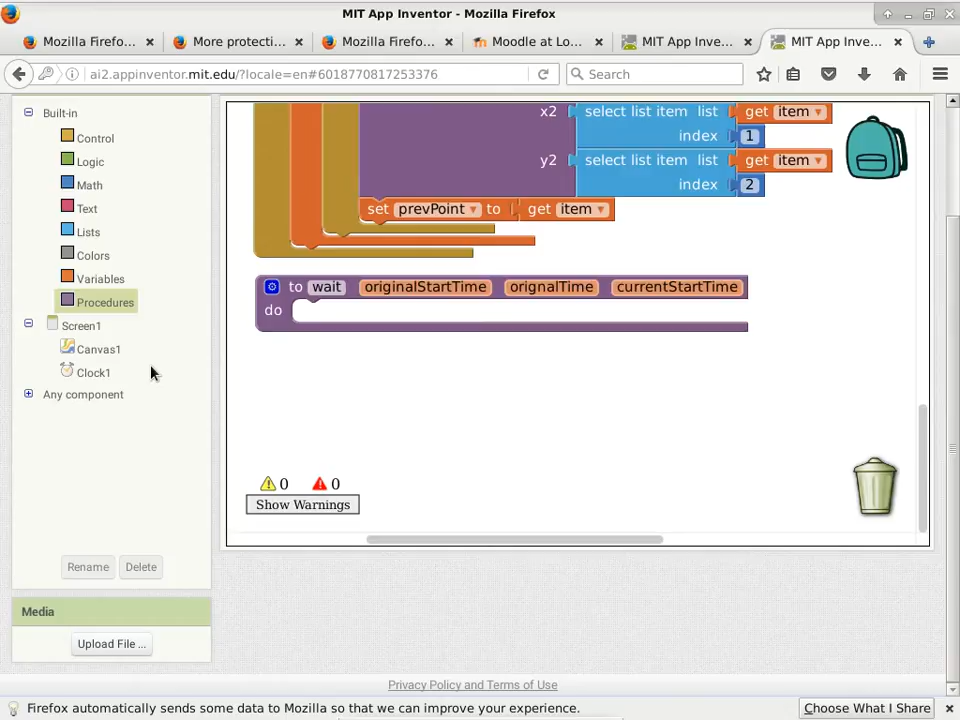 MIT App Inventor - Mozilla Firefox
Mozilla Firefo... More protecti... Mozilla Firefo... Moodle at Lo... MIT App Inve... MIT App Inve...
ai2.appinventor.mit.edu/?locale=en#6018770817253376 Search
Built-in
Control
Logic
Math
Text
Lists
Colors
Variables
Procedures
Screen1
Canvas1
Clock1
Any component
Rename Delete
Media
Upload File ...
x2 select list item list get item
index 1
y2 select list item list get item
index 2
set prevPoint to get item
to wait originalStartTime orignalTime currentStartTime
do
0 0
Show Warnings
Privacy Policy and Terms of Use
Firefox automatically sends some data to Mozilla so that we can improve your experience. Choose What I Share